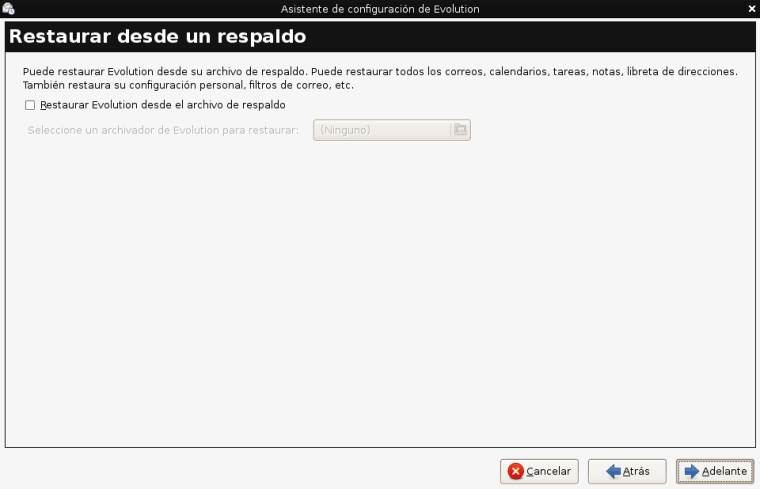 Asistente de configuración de Evolution
Restaurar desde un respaldo
Puede restaurar Evolution desde su archivo de respaldo. Puede restaurar todos los correos, calendarios, tareas, notas, libreta de direcciones.
También restaura su configuración personal, filtros de correo, etc.
Restaurar Evolution desde el archivo de respaldo
Seleccione un archivador de Evolution para restaurar: (Ninguno)
Cancelar Atrás Adelante